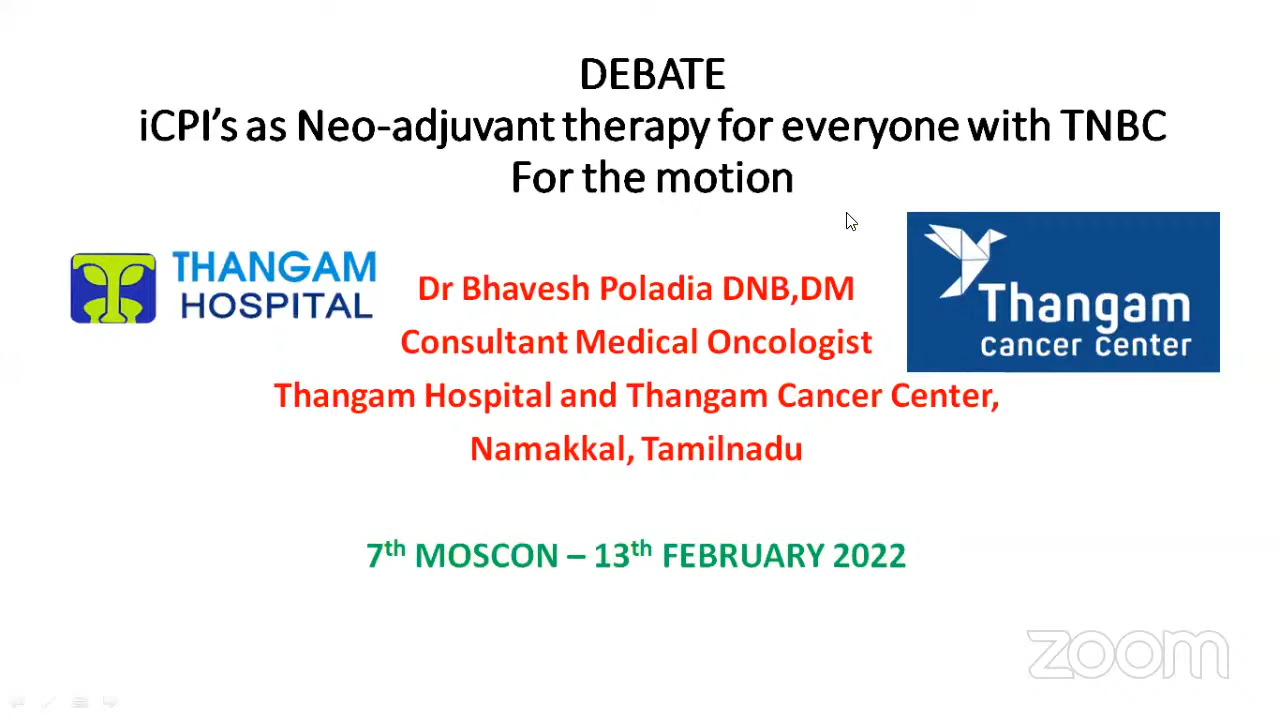 DEBATE
iCPI's as Neo-adjuvant therapy for everyone with TNBC
For the motion
THANGAM
HOSPITAL
Dr Bhavesh Poladia DNB,DM
Consultant Medical Oncologist
Thangam Hospital and Thangam Cancer Center,
Namakkal, Tamilnadu
Thangam
cancer center
7th MOSCON – 13th FEBRUARY 2022
zoom